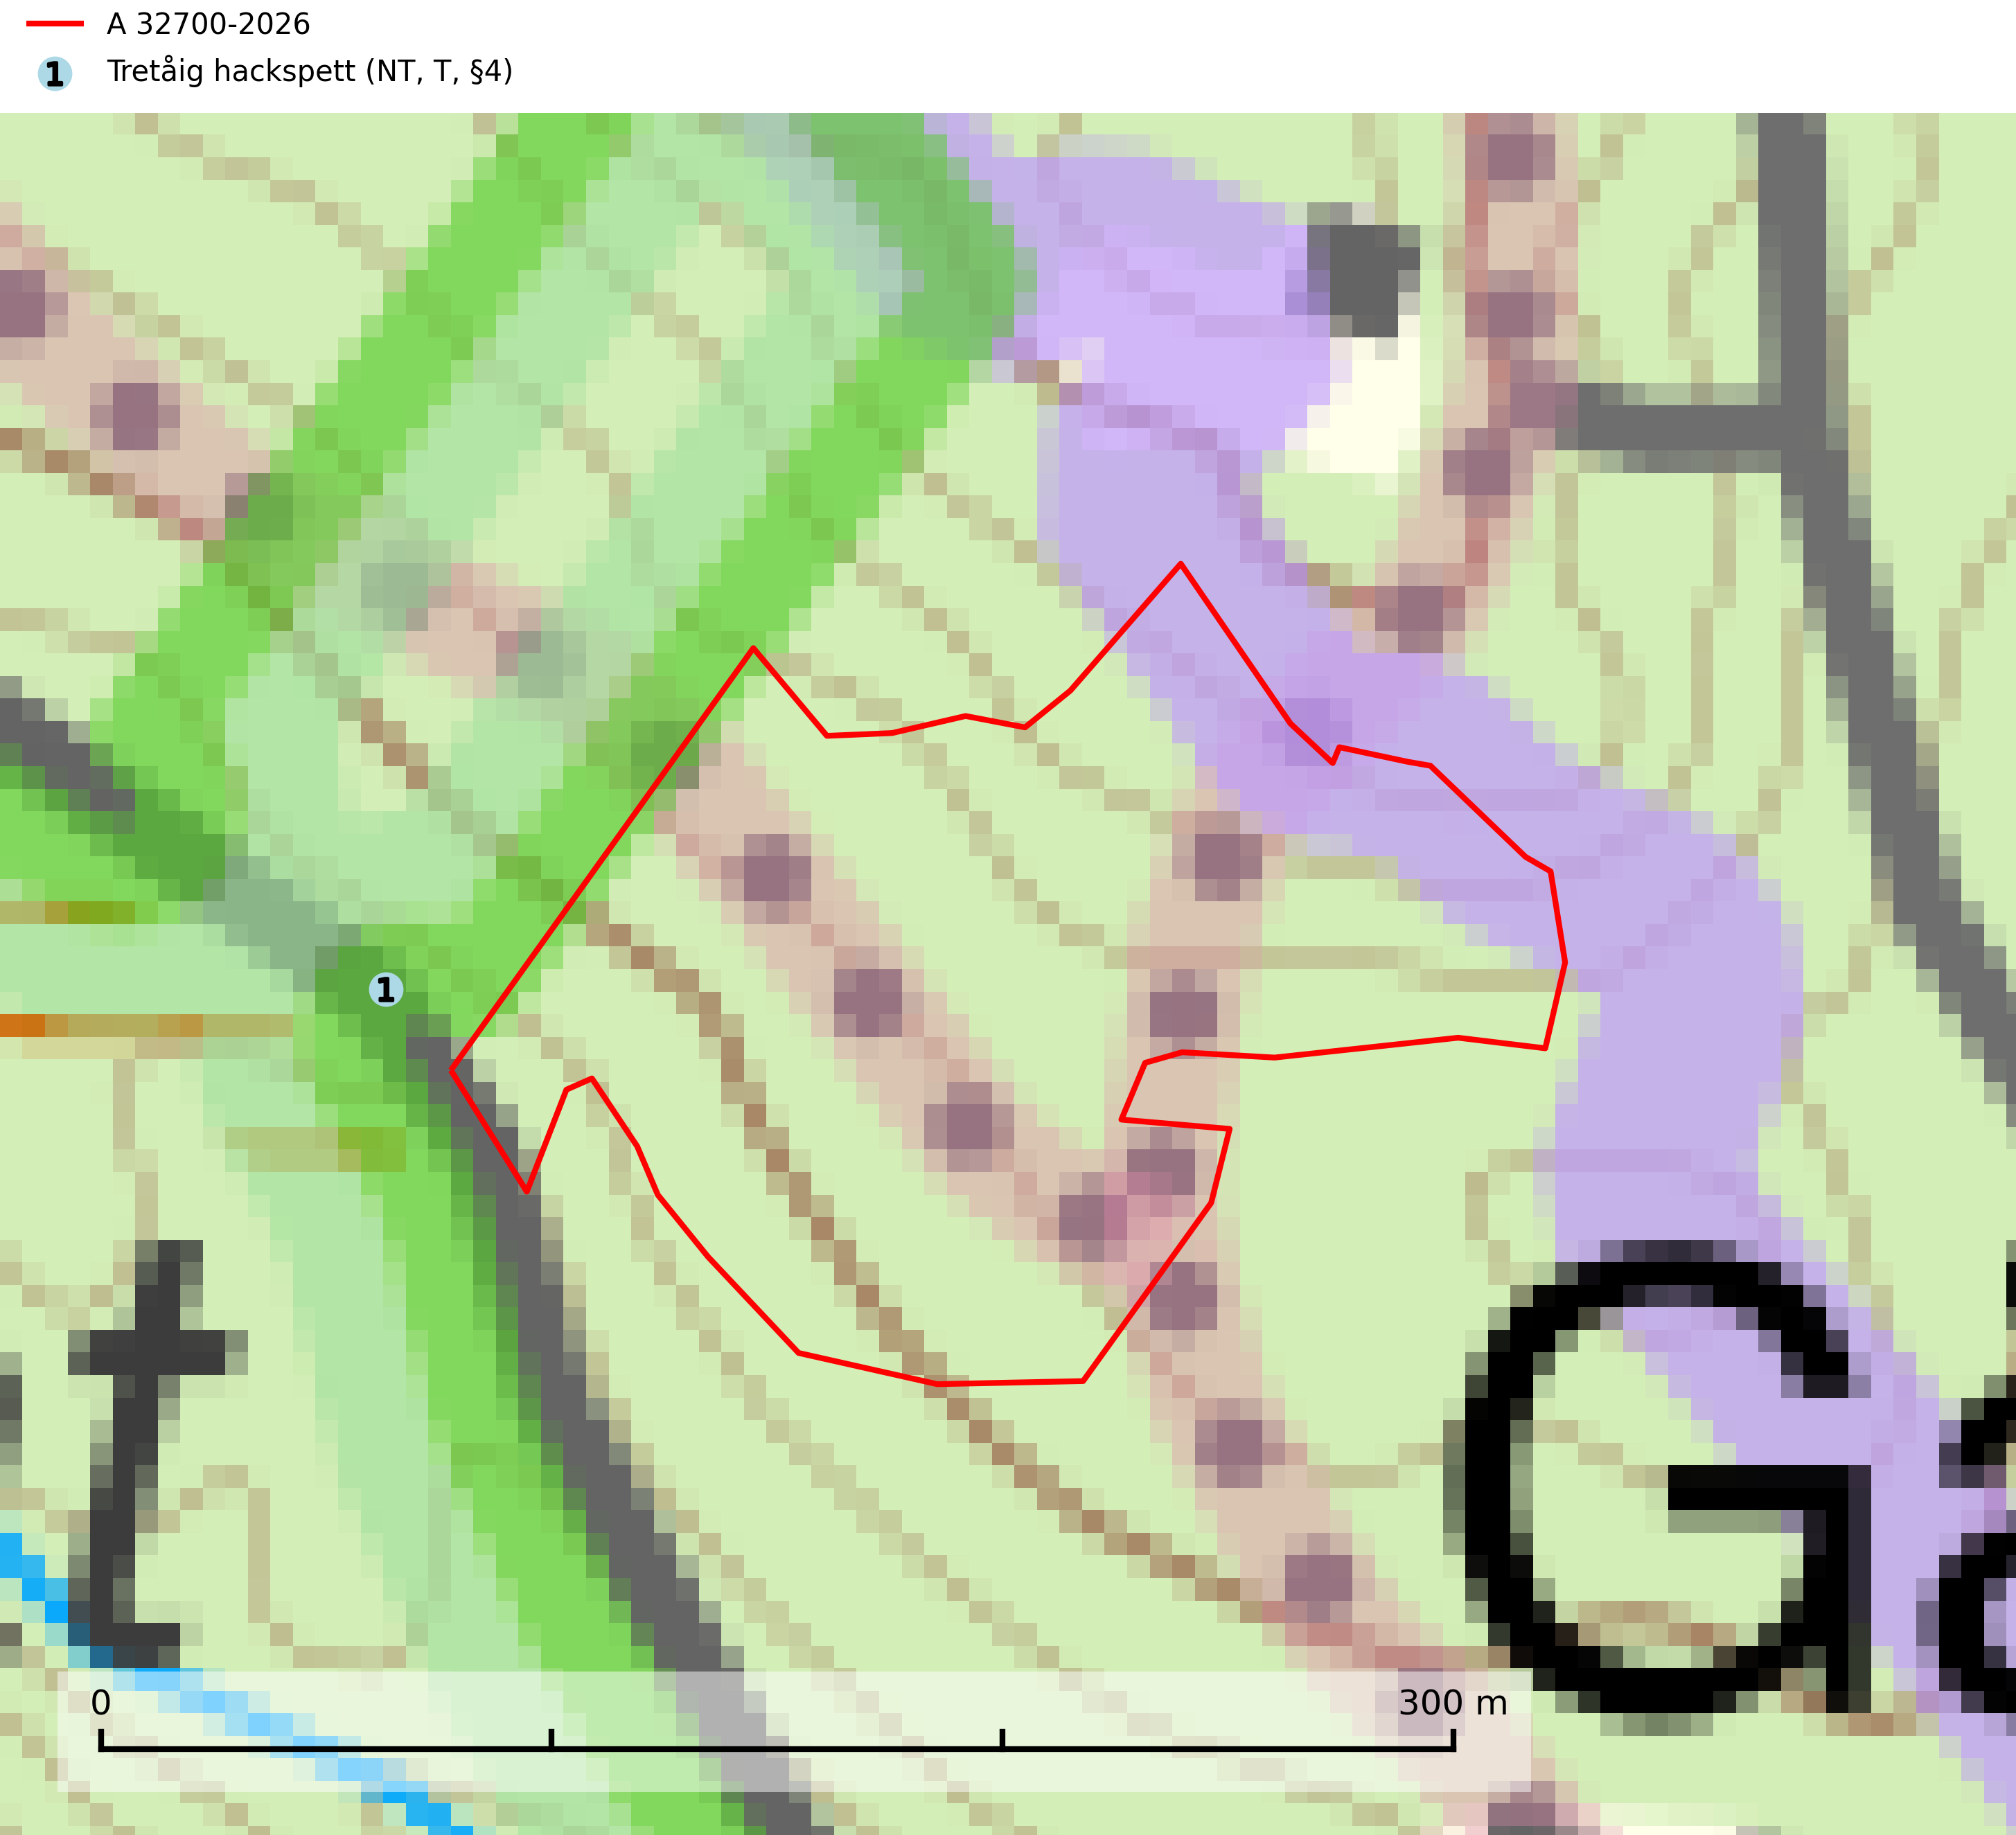 A 32700-2026
1 Tretåig hackspett (NT, T, §4)
1
G
0 300 m